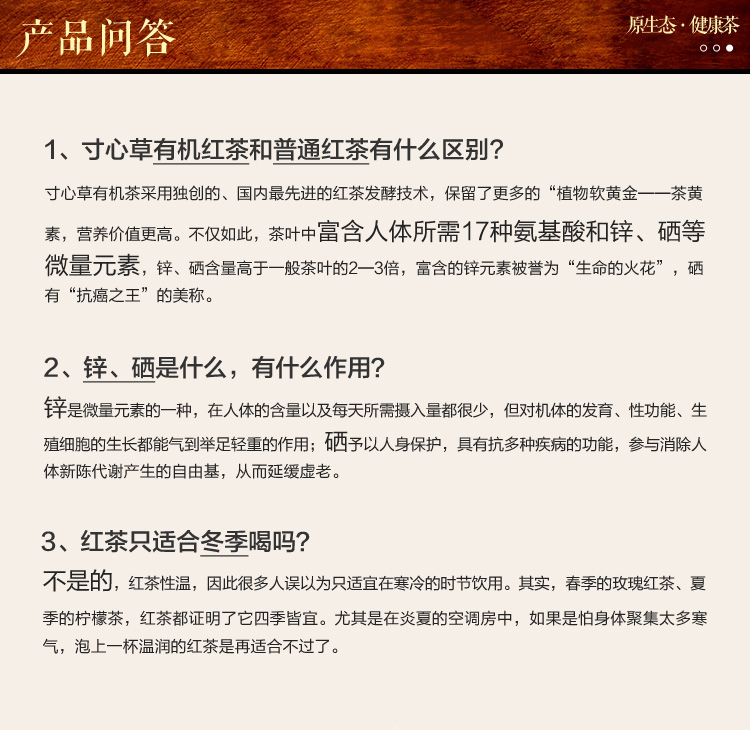 产品问答
原生态·健康茶
1、寸心草有机红茶和普通红茶有什么区别?
寸心草有机茶采用独创的、国内最先进的红茶发酵技术，保留了更多的“植物软黄金——茶黄
素，营养价值更高。不仅如此，茶叶中富含人体所需17种氨基酸和锌、硒等
微量元素，锌、硒含量高于一般茶叶的2—3倍，富含的锌元素被誉为“生命的火花”，硒
有“抗癌之王”的美称。
2、锌、硒是什么，有什么作用?
锌是微量元素的一种，在人体的含量以及每天所需摄入量都很少，但对机体的发育、性功能、生
殖细胞的生长都能气到举足轻重的作用；硒予以人身保护，具有抗多种疾病的功能，参与消除人
体新陈代谢产生的自由基，从而延缓虚老。
3、红茶只适合冬季喝吗?
不是的，红茶性温，因此很多人误以为只适宜在寒冷的时节饮用。其实，春季的玫瑰红茶、夏
季的柠檬茶，红茶都证明了它四季皆宜。尤其是在炎夏的空调房中，如果是怕身体聚集太多寒
气，泡上一杯温润的红茶是再适合不过了。